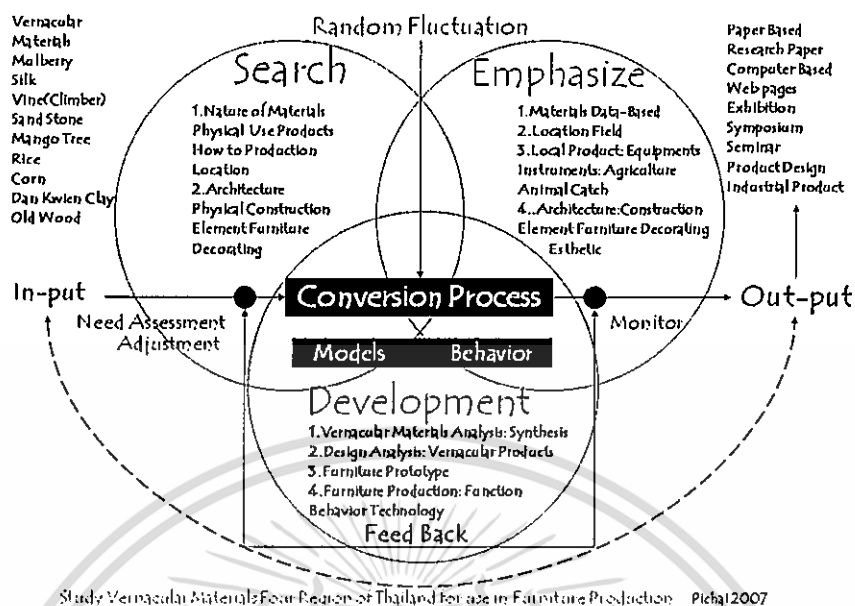 Vernacular
Materials
Mulberry
Silk
Vine(Climber)
Sand Stone
Mango Tree
Rice
Corn
Dan Kwien Clay
Old Wood
Random Fluctuation
Search
1.Nature of Materials
Physical Use Products
How to Production
Location
2.Architecture
Physical Construction
Element Furniture
Decorating
Emphasize
1.Materials Data-Based
2.Location Field
3.Local Product: Equipments
Instruments: Agriculture
Animal Catch
4..Architecture:Construction
Element Furniture Decorating
Esthetic
Paper Based
Research Paper
Computer Based
Web pages
Exhibition
Symposium
Seminar
Product Design
Industrial Product
In-put
Need Assessment
Adjustment
Conversion Process
Models Behavior
Monitor
Out-put
Development
1.Vernacular Materials Analysis: Synthesis
2.Design Analysis: Vernacular Products
3.Furniture Prototype
4.Furniture Production: Function
Behavior Technology
Feed Back
Study Vernacular Materials Four Region of Thailand for use in Furniture Production Pichai 2007